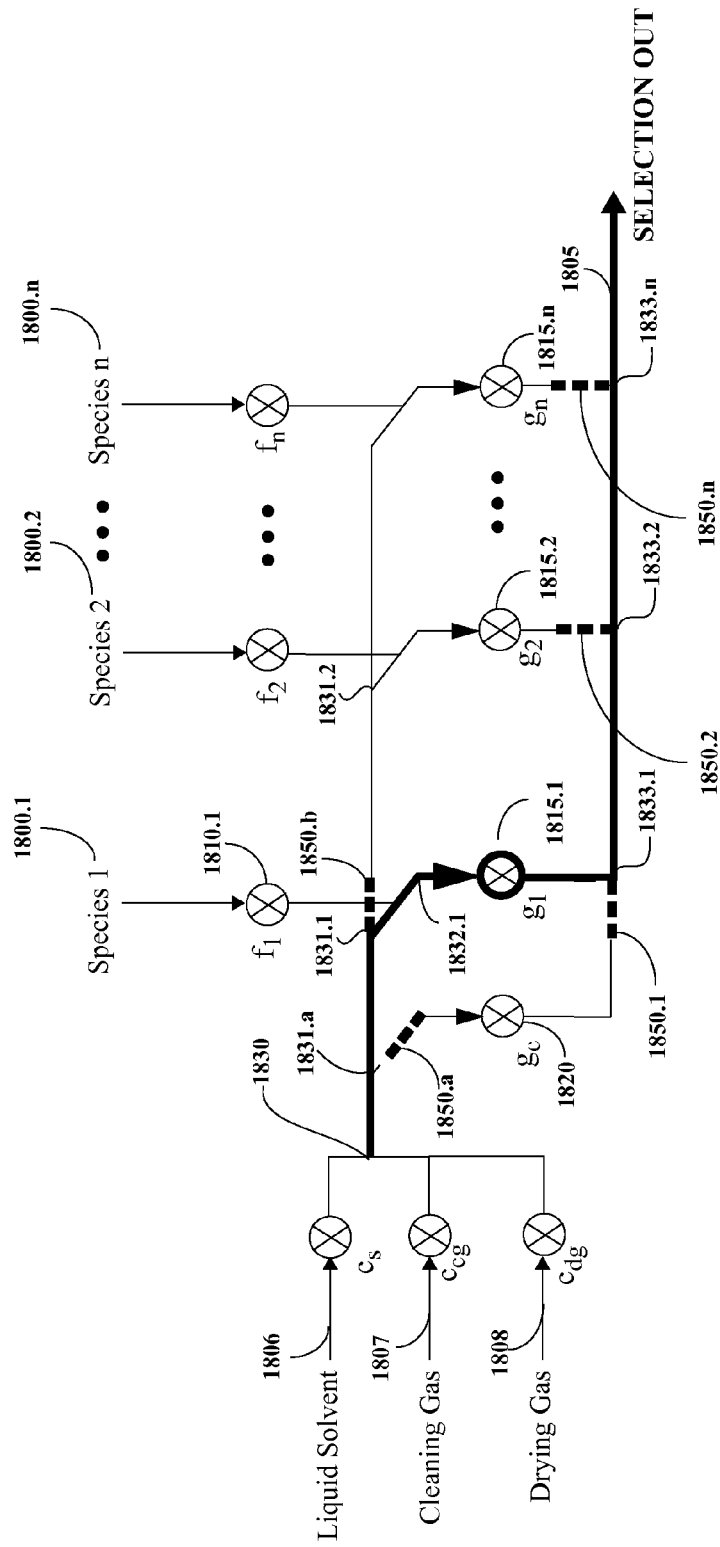 1800.1
1800.2
1800.n
Species 1
Species 2
Species n
1810.1
f1
f2
fn
1850.b
1831.1
1831.2
1830
1831.a
1832.1
1850.a
1815.1
1815.2
1815.n
gc
g1
g2
gn
1820
1806
Liquid Solvent
cs
1807
Cleaning Gas
ccg
1808
Drying Gas
cdg
1805
SELECTION OUT
1833.1
1833.2
1833.n
1850.1
1850.2
1850.n